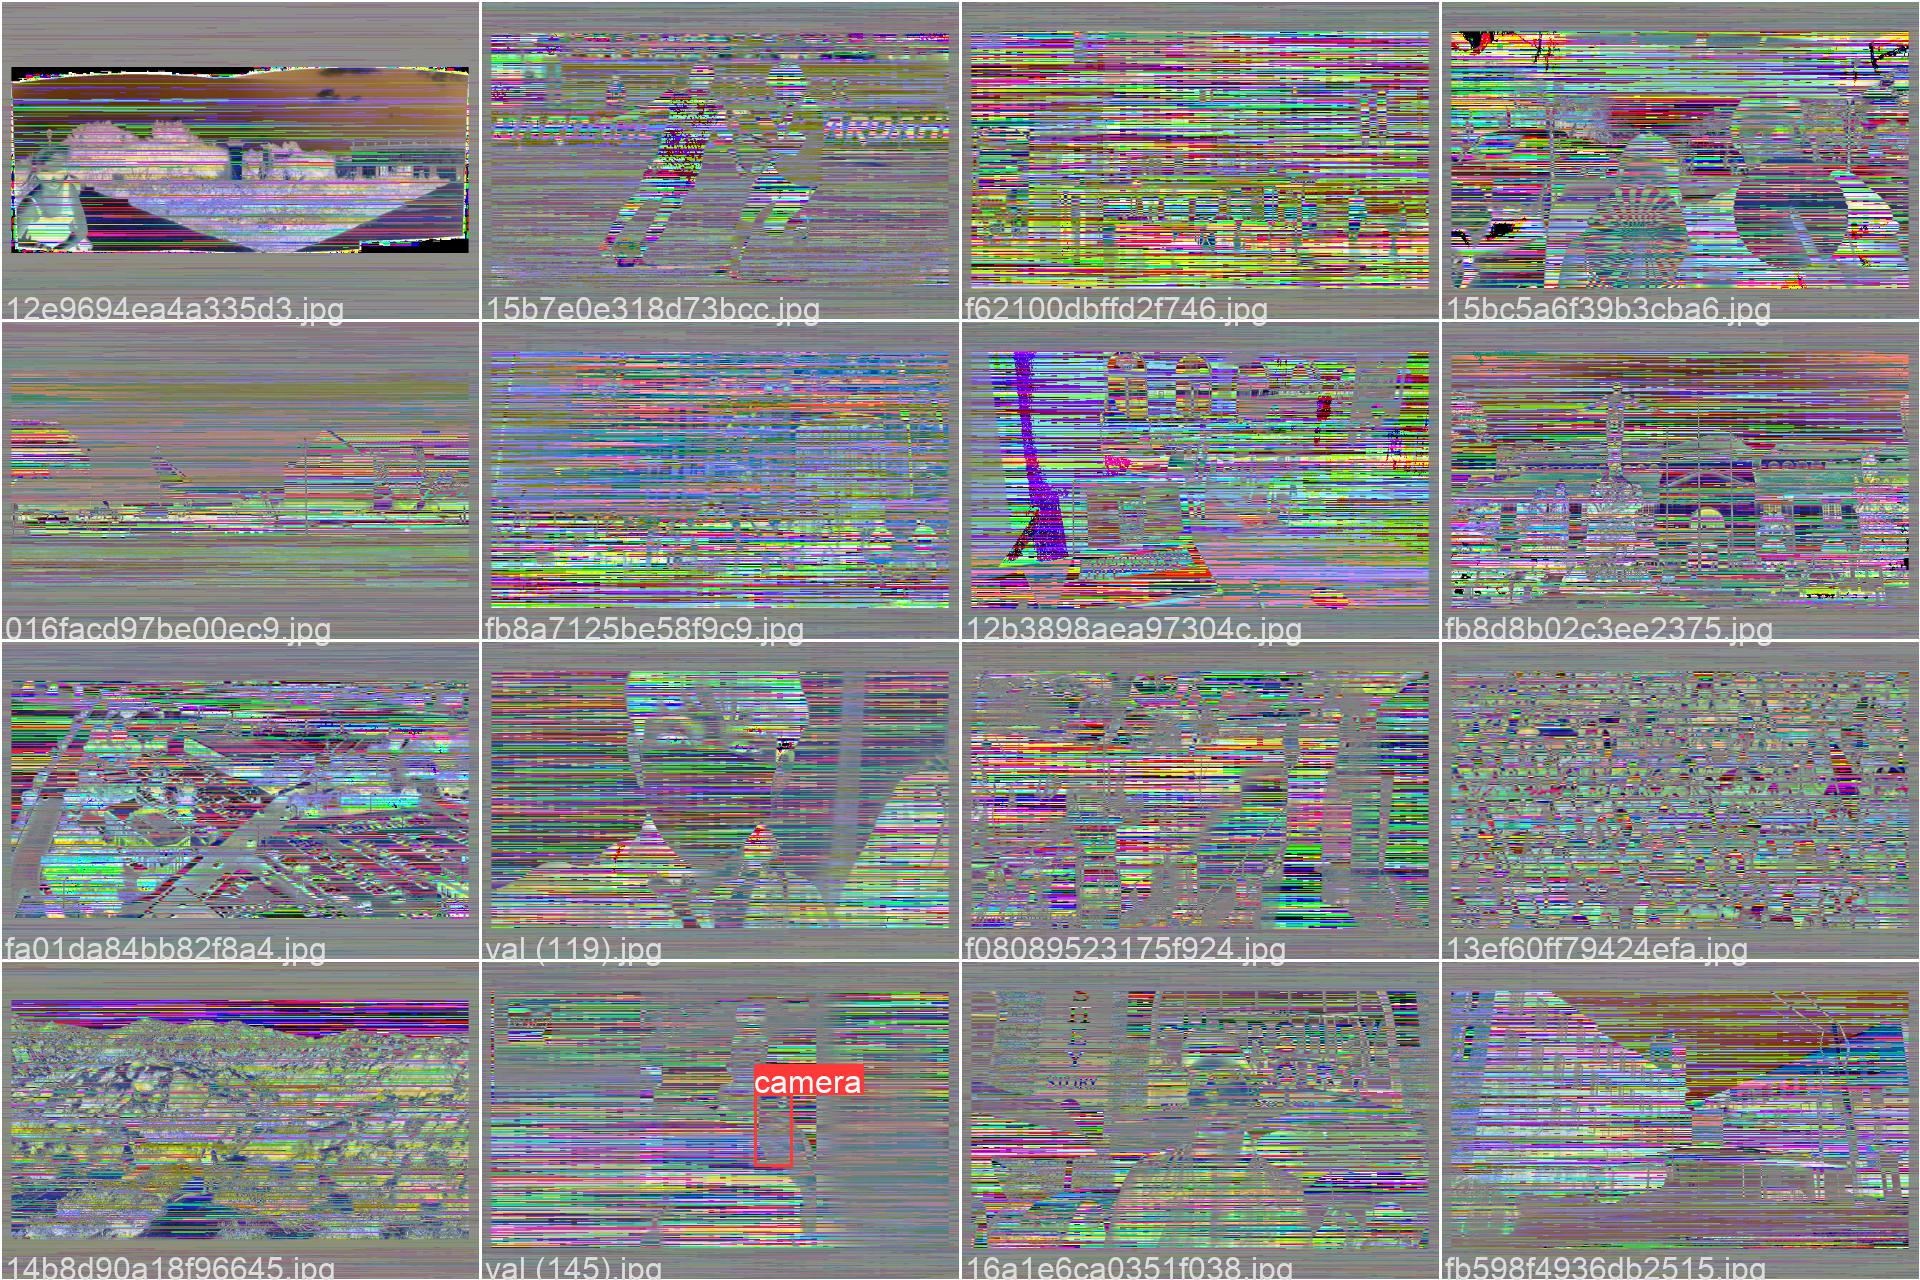 12e9694ea4a335d3.jpg
15b7e0e318d73bcc.jpg
f62100dbffd2f746.jpg
15bc5a6f39b3cba6.jpg
016facd97be00ec9.jpg
fb8a7125be58f9c9.jpg
12b3898aea97304c.jpg
fb8d8b02c3ee2375.jpg
fa01da84bb82f8a4.jpg
val (119).jpg
f08089523175f924.jpg
13ef60ff79424efa.jpg
camera
STORY
14b8d90a18f96645.jpg
val (145).jpg
16a1e6ca0351f038.jpg
fb598f4936db2515.jpg